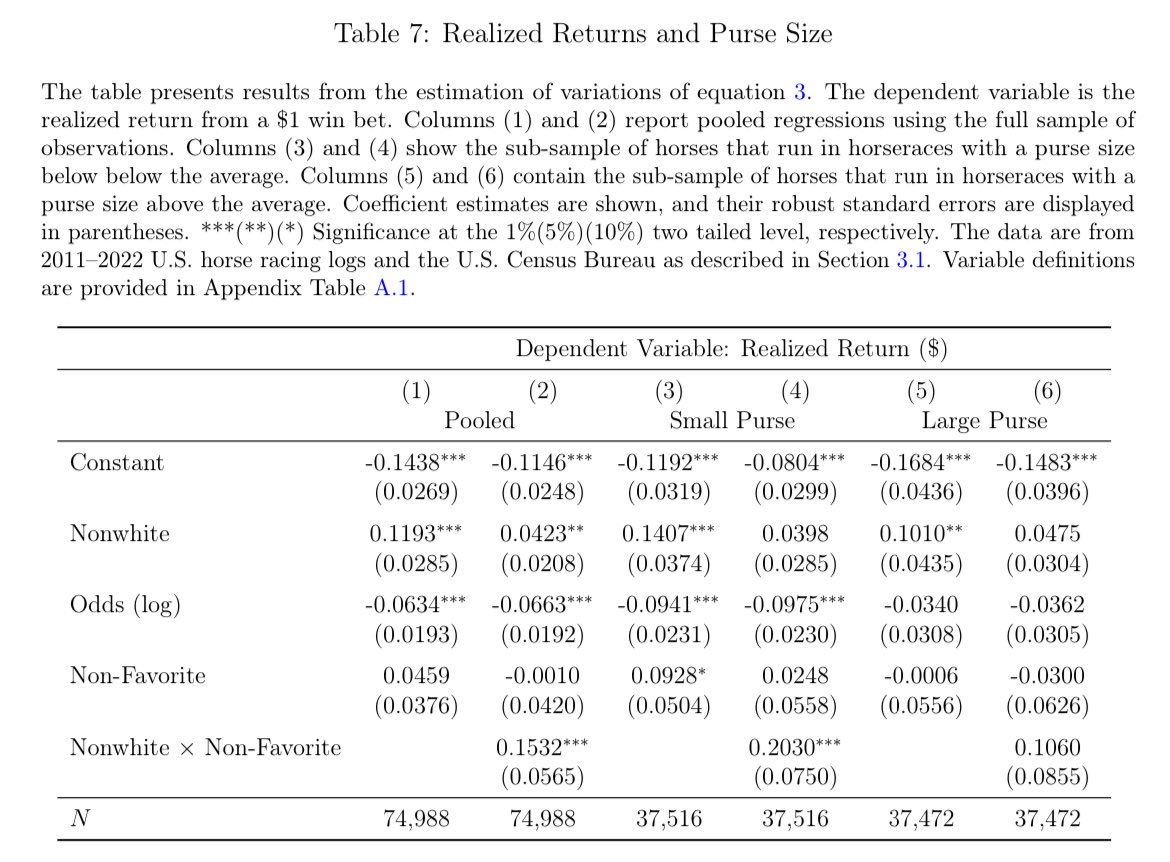 Table 7: Realized Returns and Purse Size
The table presents results from the estimation of variations of equation 3. The dependent variable is the
realized return from a $1 win bet. Columns (1) and (2) report pooled regressions using the full sample of
observations. Columns (3) and (4) show the sub-sample of horses that run in horseraces with a purse size
below below the average. Columns (5) and (6) contain the sub-sample of horses that run in horseraces with a
purse size above the average. Coefficient estimates are shown, and their robust standard errors are displayed
in parentheses. ***(**)(*) Significance at the 1%(5%)(10%) two tailed level, respectively. The data are from
2011–2022 U.S. horse racing logs and the U.S. Census Bureau as described in Section 3.1. Variable definitions
are provided in Appendix Table A.1.
Dependent Variable: Realized Return ($)
(1) (2) (3) (4) (5) (6)
Pooled Small Purse Large Purse
Constant -0.1438*** -0.1146*** -0.1192*** -0.0804*** -0.1684*** -0.1483***
(0.0269) (0.0248) (0.0319) (0.0299) (0.0436) (0.0396)
Nonwhite 0.1193*** 0.0423** 0.1407*** 0.0398 0.1010** 0.0475
(0.0285) (0.0208) (0.0374) (0.0285) (0.0435) (0.0304)
Odds (log) -0.0634*** -0.0663*** -0.0941*** -0.0975*** -0.0340 -0.0362
(0.0193) (0.0192) (0.0231) (0.0230) (0.0308) (0.0305)
Non-Favorite 0.0459 -0.0010 0.0928* 0.0248 -0.0006 -0.0300
(0.0376) (0.0420) (0.0504) (0.0558) (0.0556) (0.0626)
Nonwhite × Non-Favorite 0.1532*** 0.2030*** 0.1060
(0.0565) (0.0750) (0.0855)
N 74,988 74,988 37,516 37,516 37,472 37,472